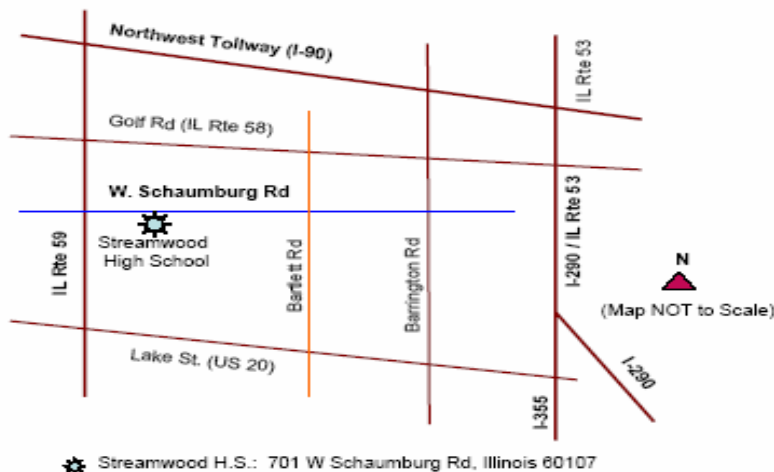 Northwest Tollway (I-90)
IL Rte 53
Golf Rd (IL Rte 58)
W. Schaumburg Rd
Streamwood
High School
IL Rte 59
Bartlett Rd
Barrington Rd
I-290 / IL Rte 53
N
(Map NOT to Scale)
Lake St. (US 20)
I-290
I-355
Streamwood H.S.: 701 W Schaumburg Rd, Illinois 60107